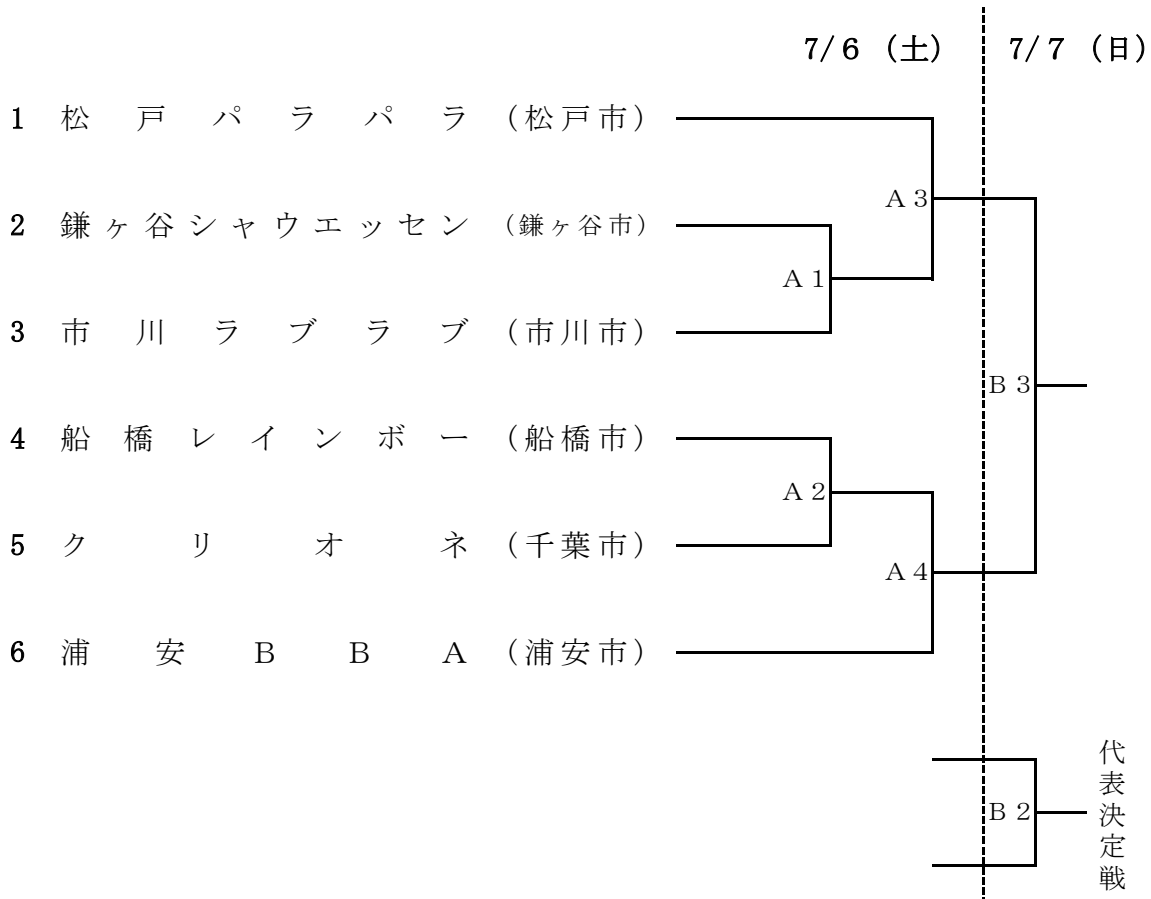 7/6 (土) 7/7 (日)
1 松戸パラパラ (松戸市)
A3
2 鎌ヶ谷シャウエッセン (鎌ヶ谷市)
A1
3 市川ラブラブ (市川市)
B3
4 船橋レインボー (船橋市)
A2
5 クリオネ (千葉市)
A4
6 浦安BBA (浦安市)
B2
代表決定戦